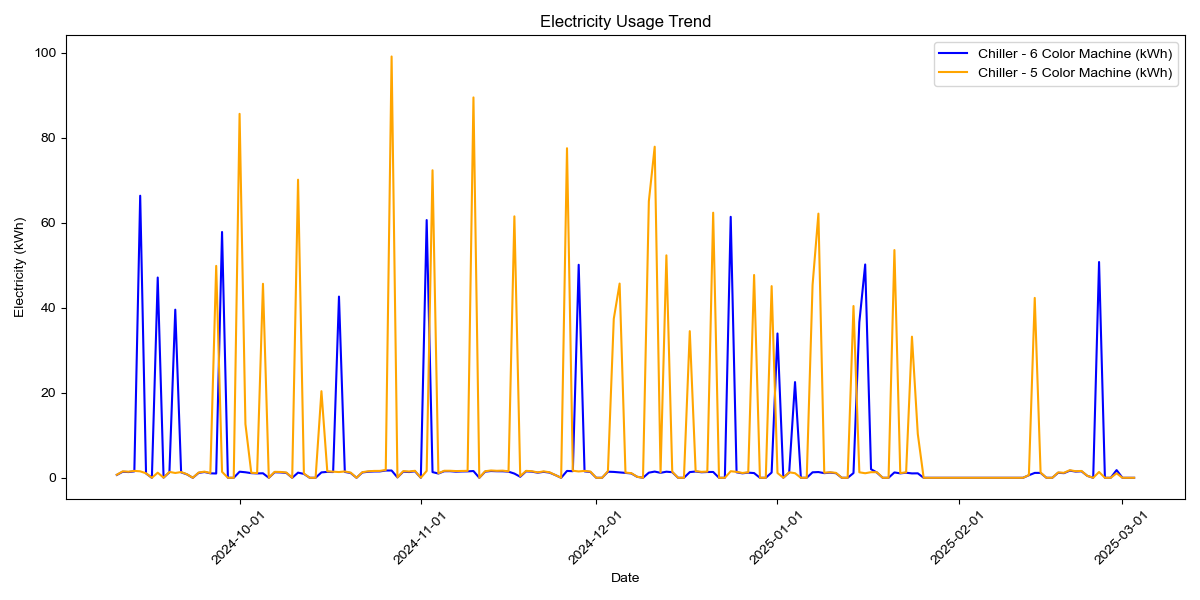 Electricity Usage Trend
Chiller - 6 Color Machine (kWh)
Chiller - 5 Color Machine (kWh)
100
80
60
40
20
0
Electricity (kWh)
2024-10-01
2024-11-01
2024-12-01
2025-01-01
2025-02-01
2025-03-01
Date